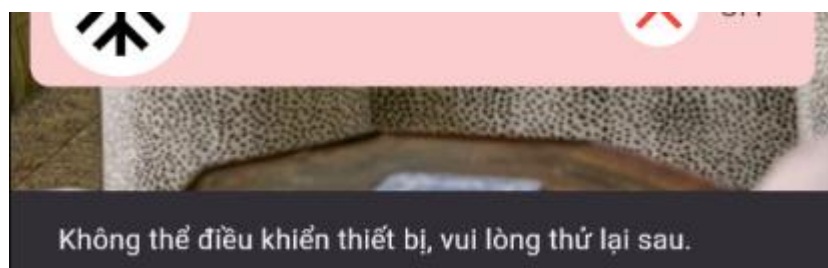 Không thể điều khiển thiết bị, vui lòng thử lại sau.